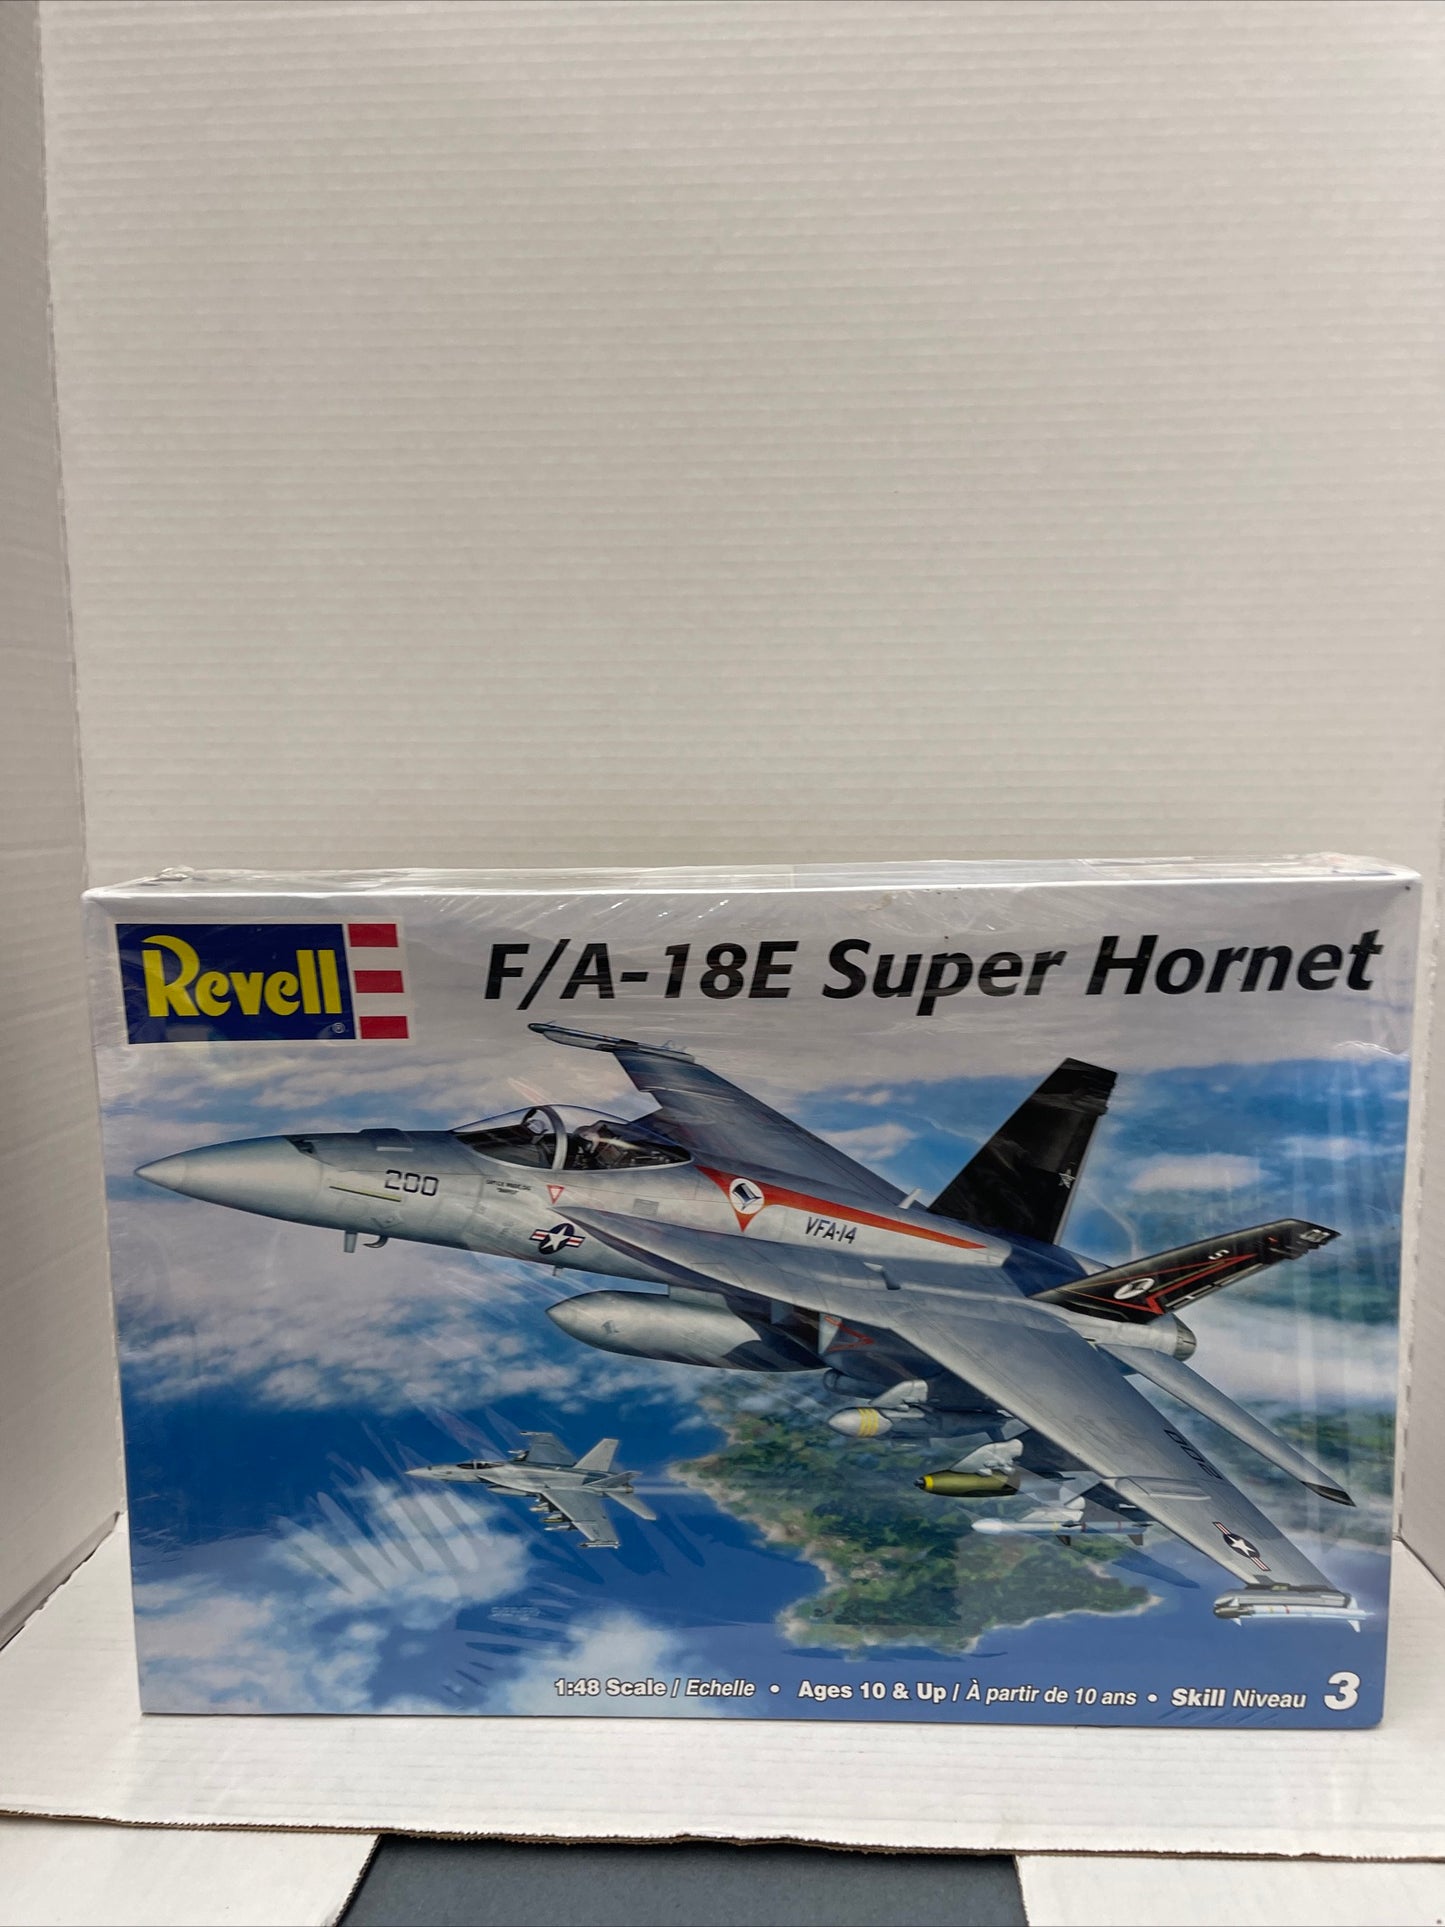 Revell
®
F/A-18E Super Hornet
200
VFA-14
200
1:48 Scale / Echelle • Ages 10 & Up / À partir de 10 ans • Skill Niveau 3